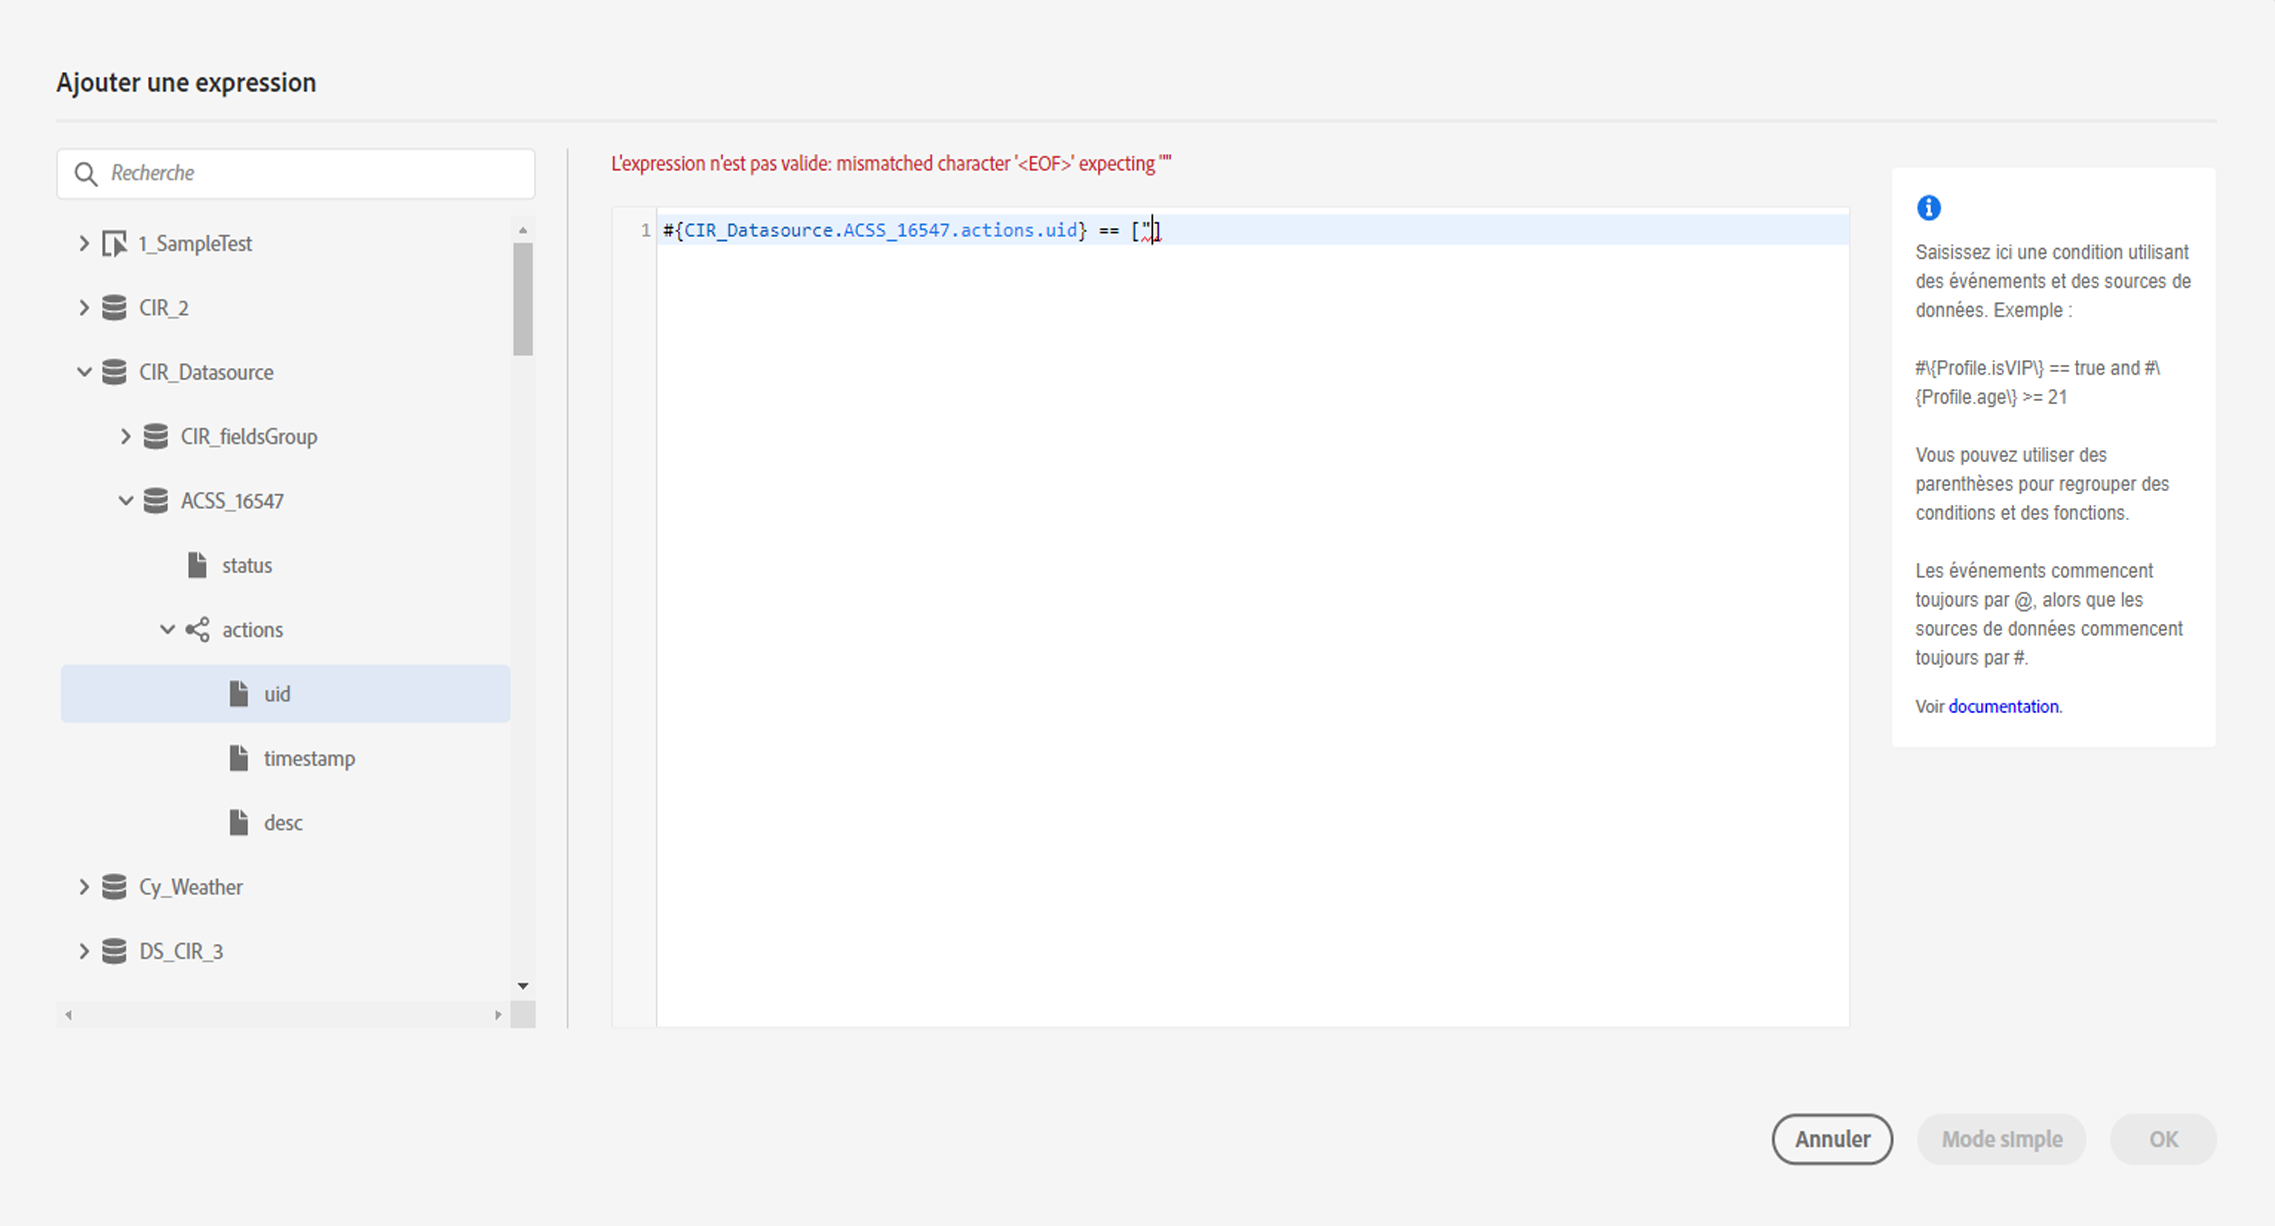 Ajouter une expression
Recherche
1_SampleTest
CIR_2
CIR_Datasource
CIR_fieldsGroup
ACSS_16547
status
actions
uid
timestamp
desc
Cy_Weather
DS_CIR_3
L'expression n'est pas valide: mismatched character '<EOF>' expecting '"'
1 #{CIR_Datasource.ACSS_16547.actions.uid} == ["]
Saisissez ici une condition utilisant
des événements et des sources de
données. Exemple :
#\{Profile.isVIP\} == true and #\
{Profile.age\} >= 21
Vous pouvez utiliser des
parenthèses pour regrouper des
conditions et des fonctions.
Les événements commencent
toujours par @, alors que les
sources de données commencent
toujours par #.
Voir documentation.
Annuler
Mode simple
OK